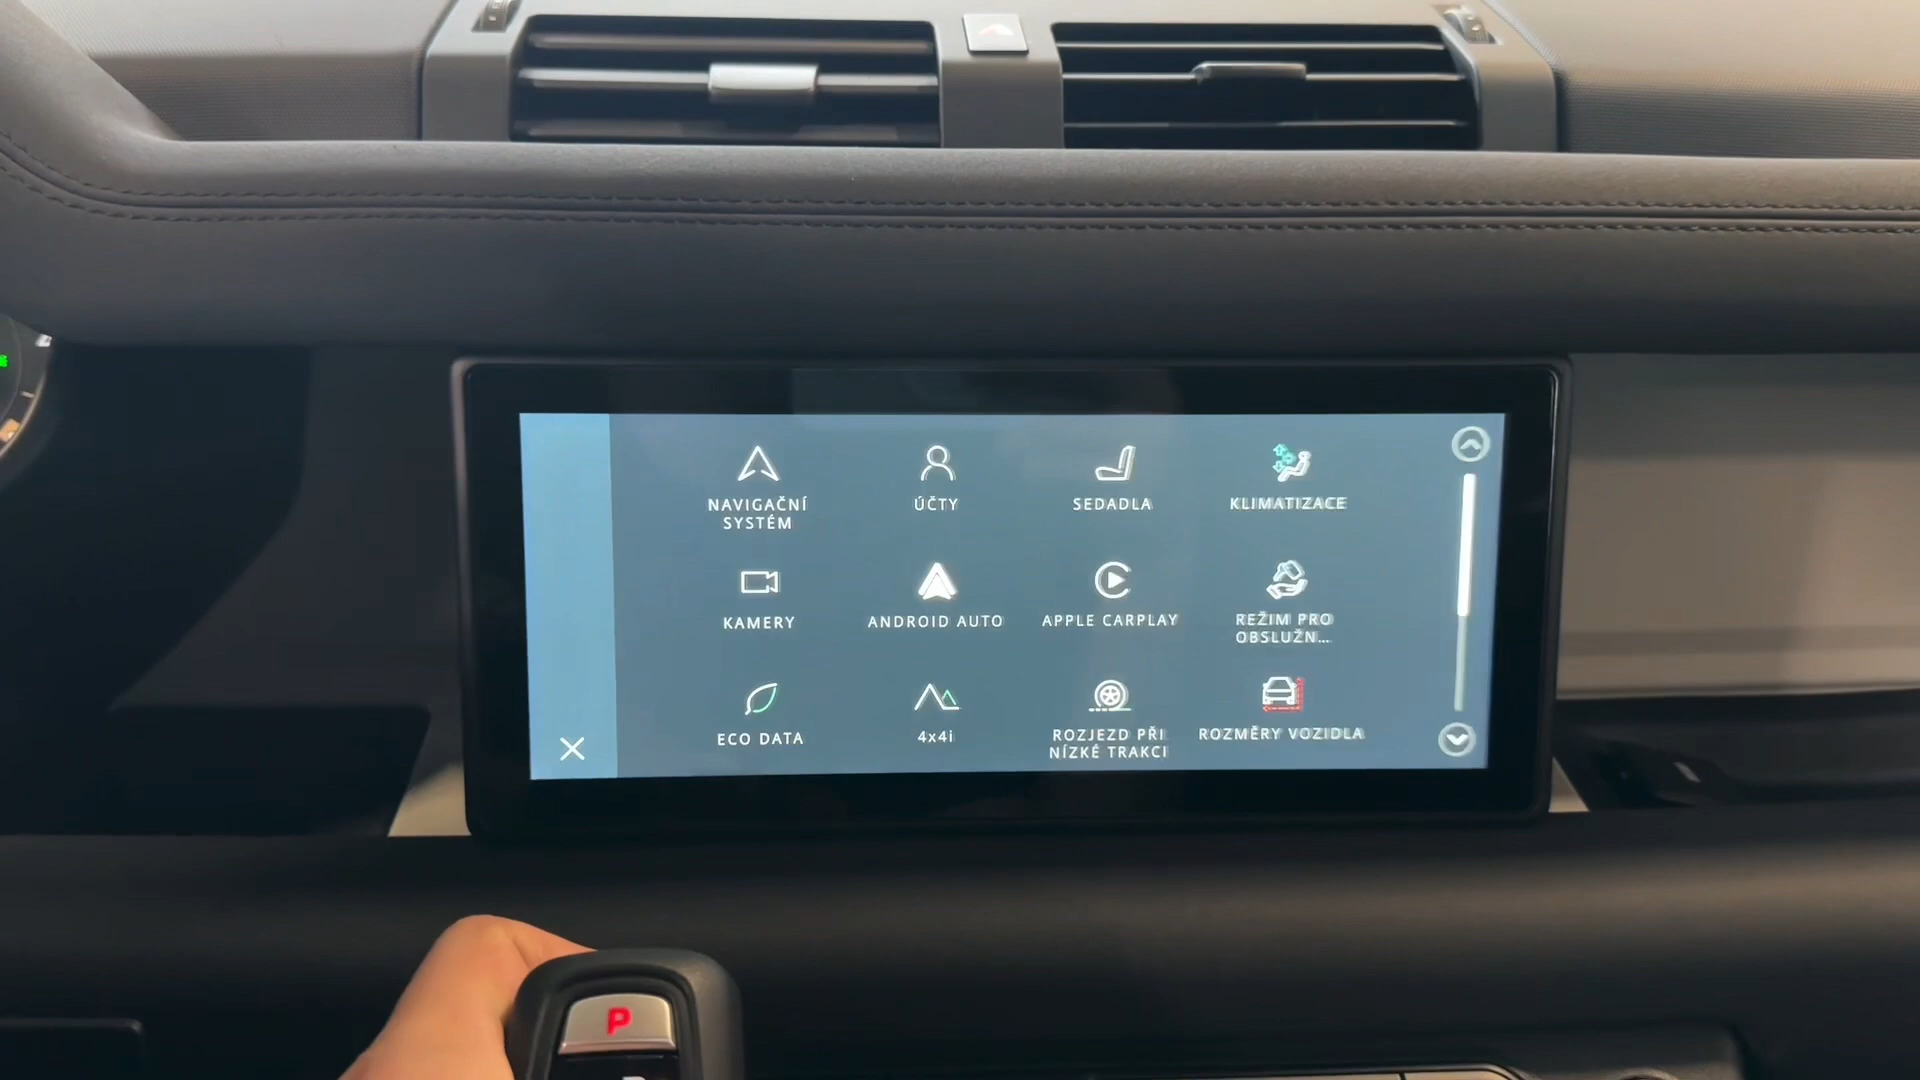 NAVIGAČNÍ
SYSTÉM
ÚČTY
SEDADLA
KLIMATIZACE
KAMERY
ANDROID AUTO
APPLE CARPLAY
REŽIM PRO
OBSLUŽN...
ECO DATA
4x4i
ROZJEZD PŘI
NÍZKÉ TRAKCI
ROZMĚRY VOZIDLA
P